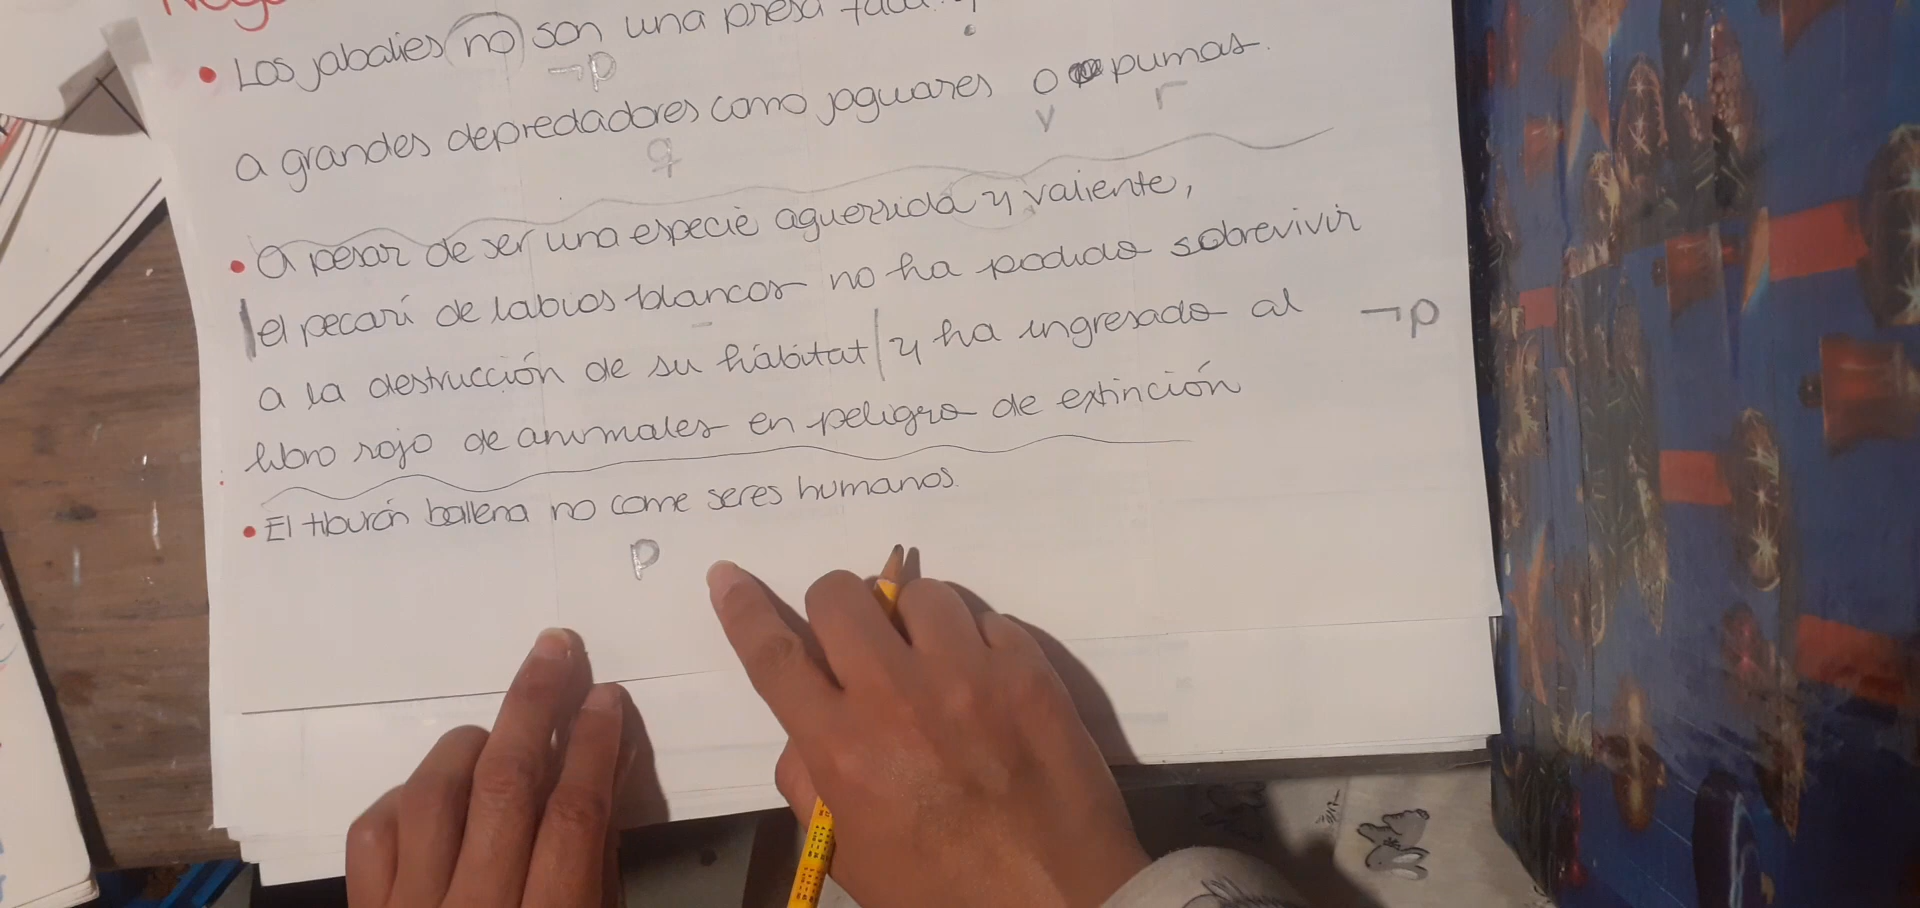 • Los jabalies no son una presa
¬p
a grandes depredadores como jaguares o pumas.
q v r
• A pesar de ser una especie aguerrida y valiente,
el pecarí de labios blancos no ha podido sobrevivir
a la destrucción de su hábitat y ha ingresado al ¬p
libro rojo de animales en peligro de extinción
• El tiburón ballena no come seres humanos.
p